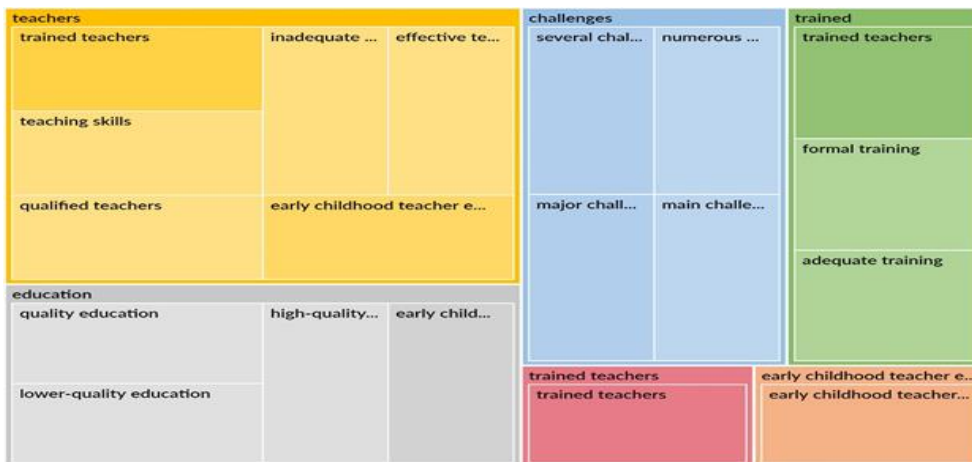 teachers
trained teachers
inadequate ...
effective te...
teaching skills
qualified teachers
early childhood teacher e...
education
quality education
high-quality...
early child...
lower-quality education
challenges
several chal...
numerous ...
major chall...
main challe...
trained
trained teachers
formal training
adequate training
trained teachers
trained teachers
early childhood teacher e...
early childhood teacher...